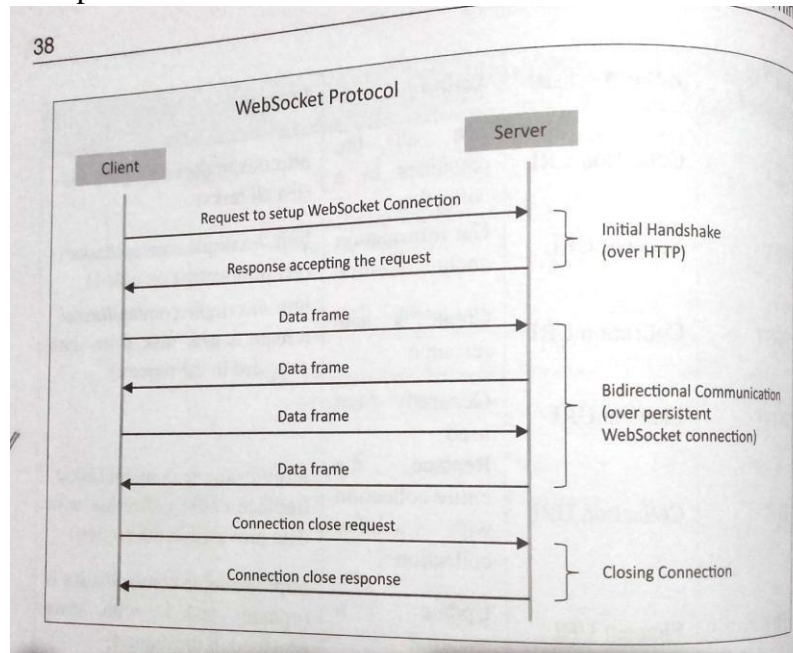 38
WebSocket Protocol
Client
Server
Request to setup WebSocket Connection
Initial Handshake
(over HTTP)
Response accepting the request
Data frame
Data frame
Bidirectional Communication
(over persistent
WebSocket connection)
Data frame
Data frame
Connection close request
Closing Connection
Connection close response